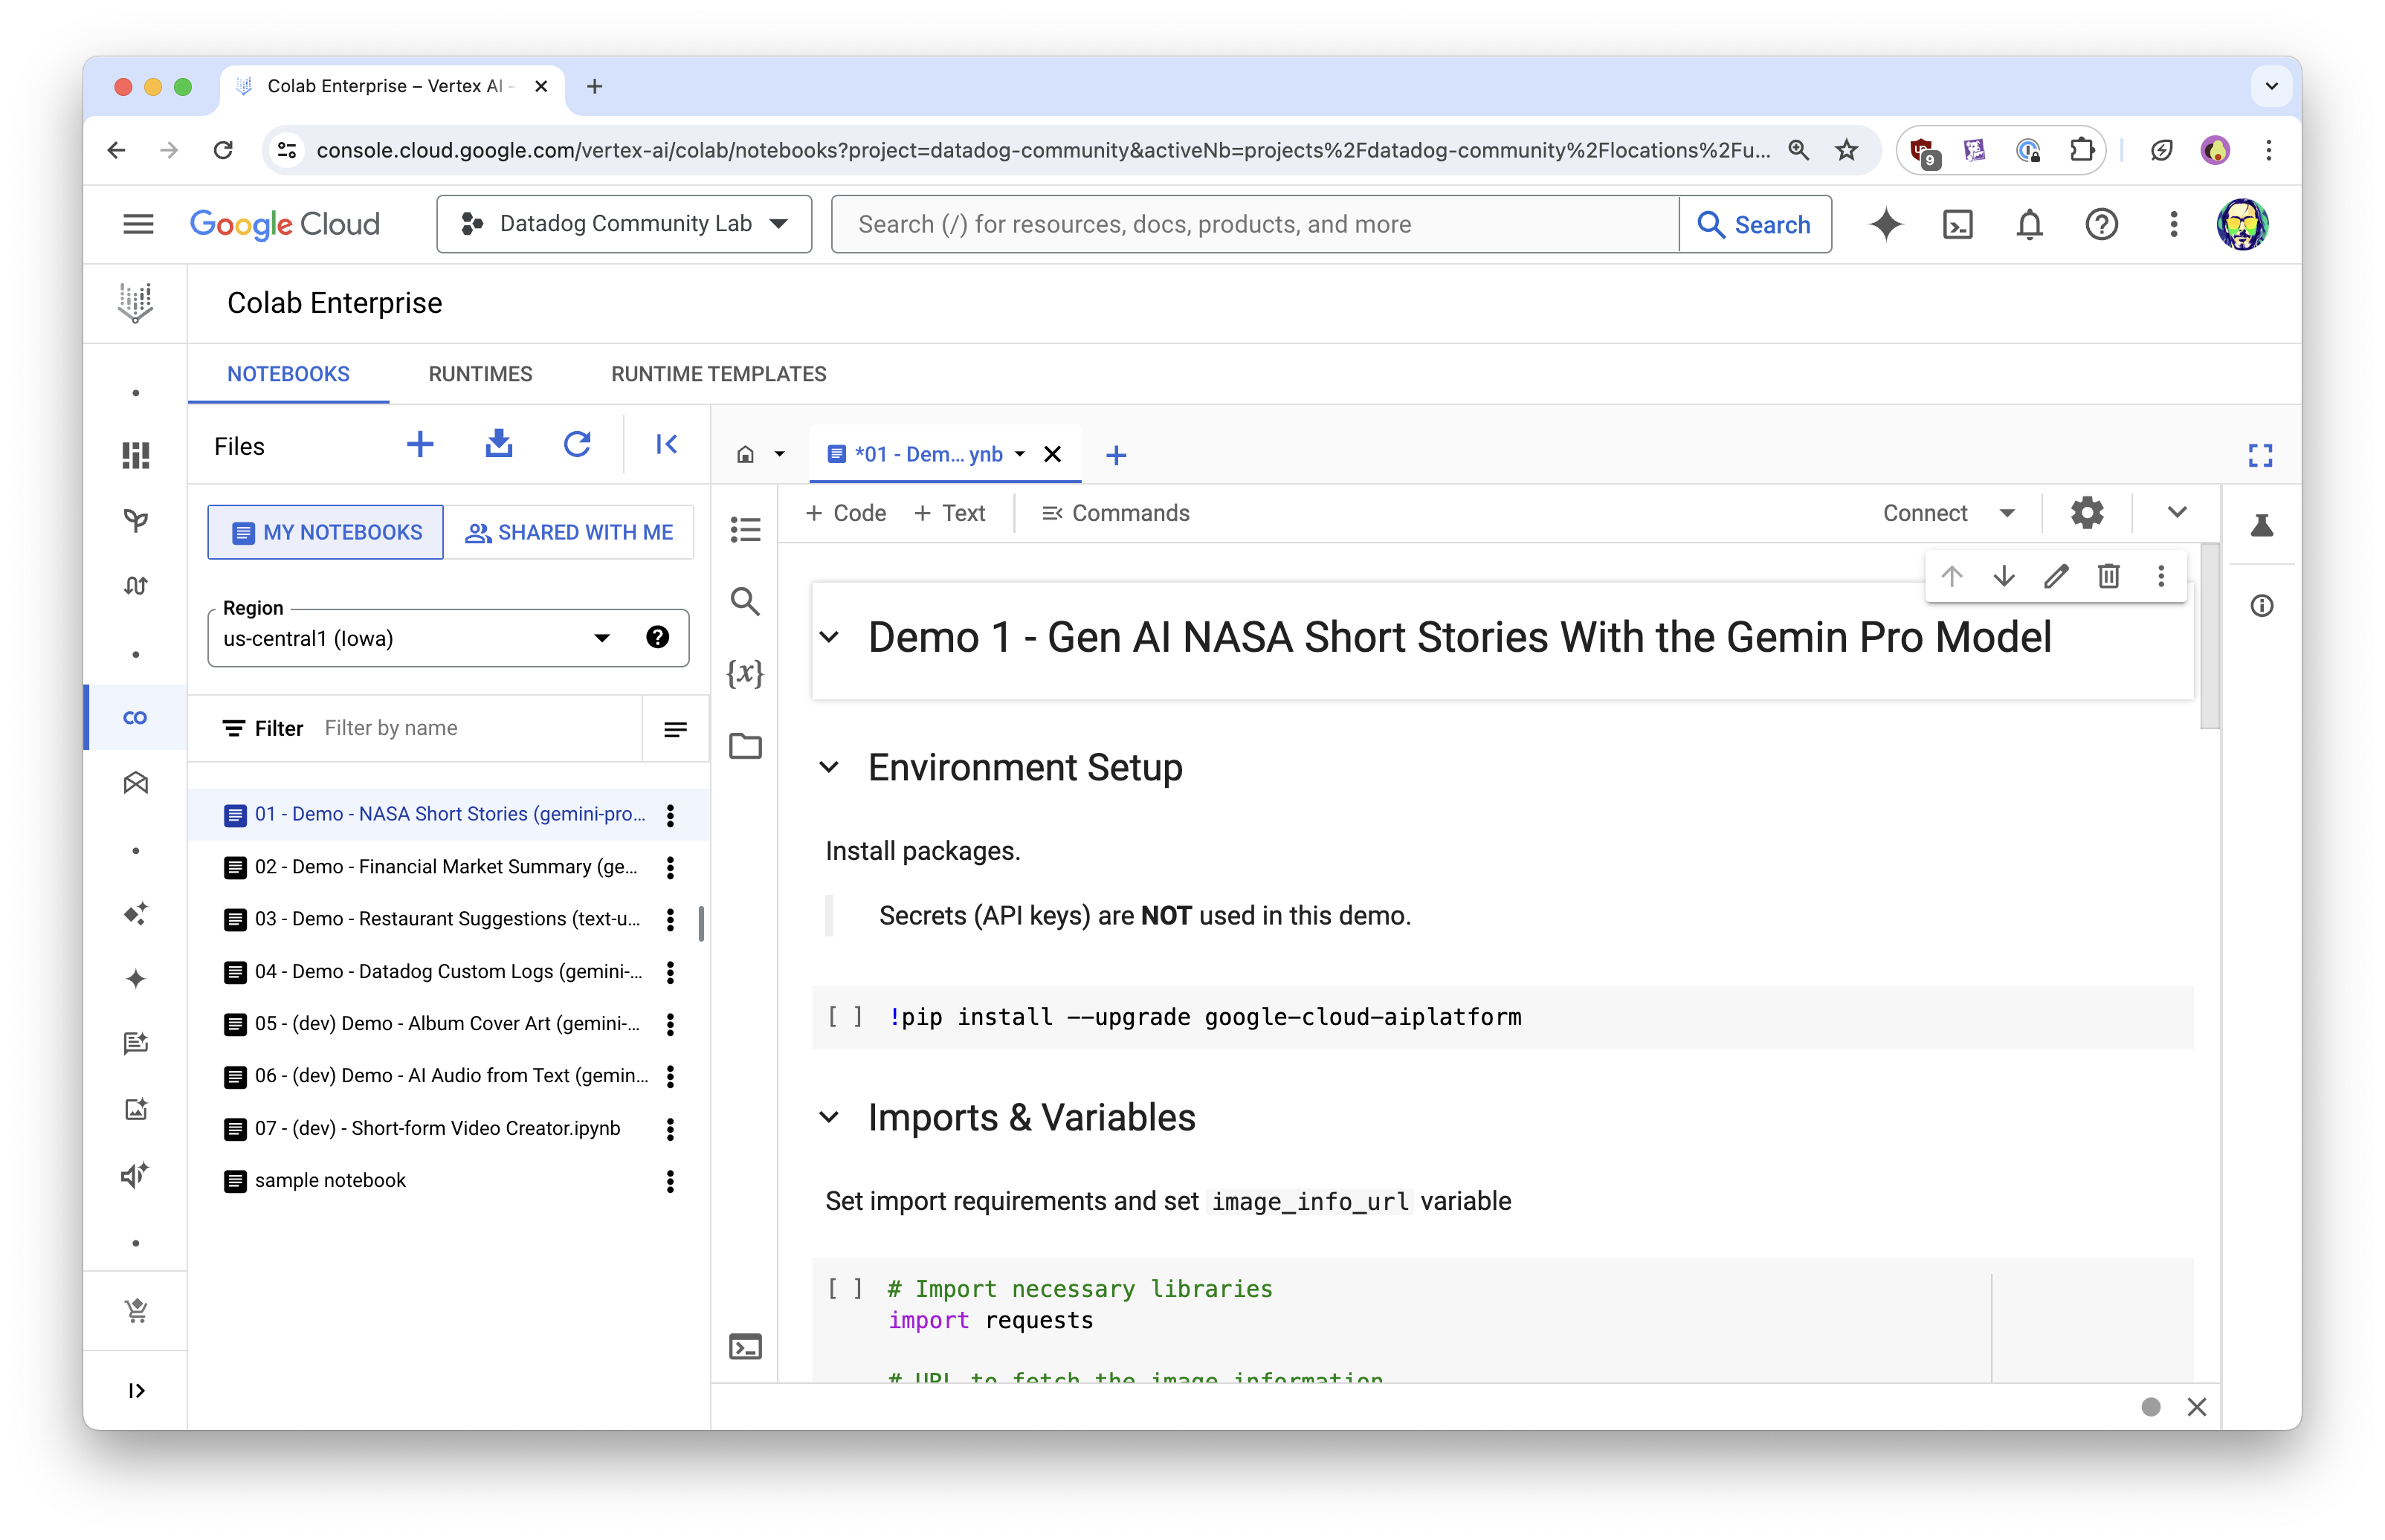 Colab Enterprise – Vertex AI -
console.cloud.google.com/vertex-ai/colab/notebooks?project=datadog-community&activeNb=projects%2Fdatadog-community%2Flocations%2Fu...
9
Google Cloud
Datadog Community Lab
Search (/) for resources, docs, products, and more
Search
Colab Enterprise
NOTEBOOKS
RUNTIMES
RUNTIME TEMPLATES
Files
MY NOTEBOOKS
SHARED WITH ME
Region
us-central1 (Iowa)
Filter Filter by name
01 - Demo - NASA Short Stories (gemini-pro...
02 - Demo - Financial Market Summary (ge...
03 - Demo - Restaurant Suggestions (text-u...
04 - Demo - Datadog Custom Logs (gemini-...
05 - (dev) Demo - Album Cover Art (gemini-...
06 - (dev) Demo - AI Audio from Text (gemin...
07 - (dev) - Short-form Video Creator.ipynb
sample notebook
*01 - Dem... ynb
+ Code + Text
Commands
Connect
{x}
Demo 1 - Gen AI NASA Short Stories With the Gemin Pro Model
Environment Setup
Install packages.
Secrets (API keys) are NOT used in this demo.
[ ] !pip install --upgrade google-cloud-aiplatform
Imports & Variables
Set import requirements and set image_info_url variable
[ ] # Import necessary libraries
import requests
# URL to fetch the image information